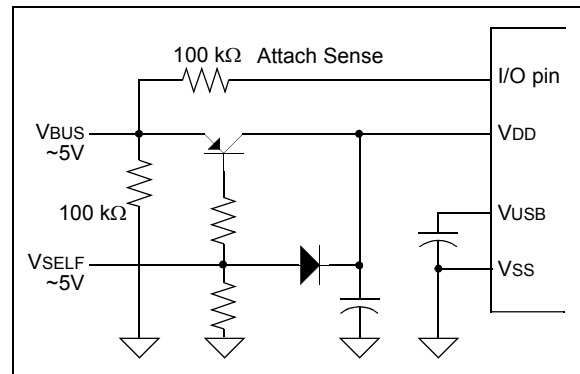 100 kΩ Attach Sense
I/O pin
VBUS
~5V
VDD
100 kΩ
VUSB
VSELF
~5V
VSS